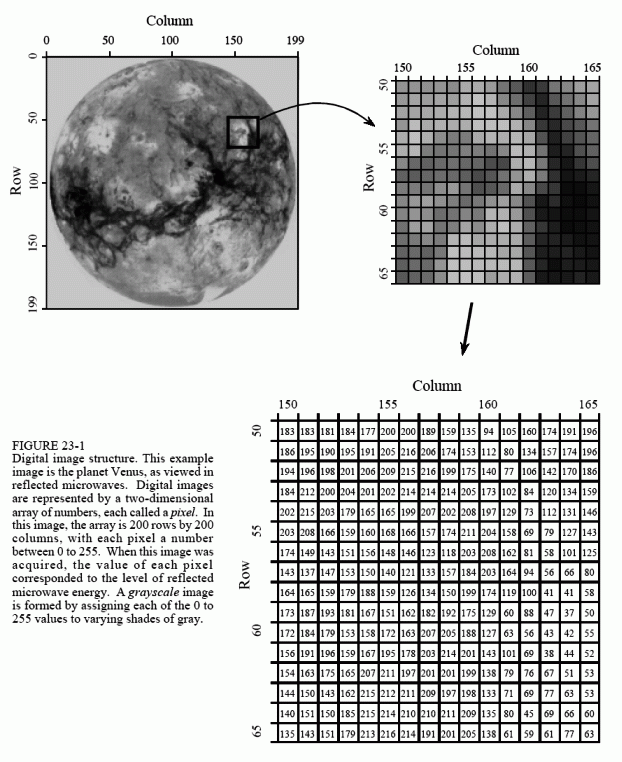 Column
0 50 100 150 199
Row
0
50
100
150
199
Column
150 155 160 165
Row
50
55
60
65
Column
150 155 160 165
Row
50
55
60
65
183 183 181 184 177 200 200 189 159 135 94 105 160 174 191 196
186 195 190 195 191 205 216 206 174 153 112 80 134 157 174 196
194 196 198 201 206 209 215 216 199 175 140 77 106 142 170 186
184 212 200 204 201 202 214 214 214 205 173 102 84 120 134 159
202 215 203 179 165 165 199 207 202 208 197 129 73 112 131 146
203 208 166 159 160 168 166 157 174 211 204 158 69 79 127 143
174 149 143 151 156 148 146 123 118 203 208 162 81 58 101 125
143 137 147 153 150 140 121 133 157 184 203 164 94 56 66 80
164 165 159 179 188 159 126 134 150 199 174 119 100 41 41 58
173 187 193 181 167 151 162 182 192 175 129 60 88 47 37 50
172 184 179 153 158 172 163 207 205 188 127 63 56 43 42 55
156 191 196 159 167 195 178 203 214 201 143 101 69 38 44 52
154 163 175 165 207 211 197 201 201 199 138 79 76 67 51 53
144 150 143 162 215 212 211 209 197 198 133 71 69 77 63 53
140 151 150 185 215 214 210 210 211 209 135 80 45 69 66 60
135 143 151 179 213 216 214 191 201 205 138 61 59 61 77 63
FIGURE 23-1
Digital image structure. This example
image is the planet Venus, as viewed in
reflected microwaves. Digital images
are represented by a two-dimensional
array of numbers, each called a pixel. In
this image, the array is 200 rows by 200
columns, with each pixel a number
between 0 to 255. When this image was
acquired, the value of each pixel
corresponded to the level of reflected
microwave energy. A grayscale image
is formed by assigning each of the 0 to
255 values to varying shades of gray.